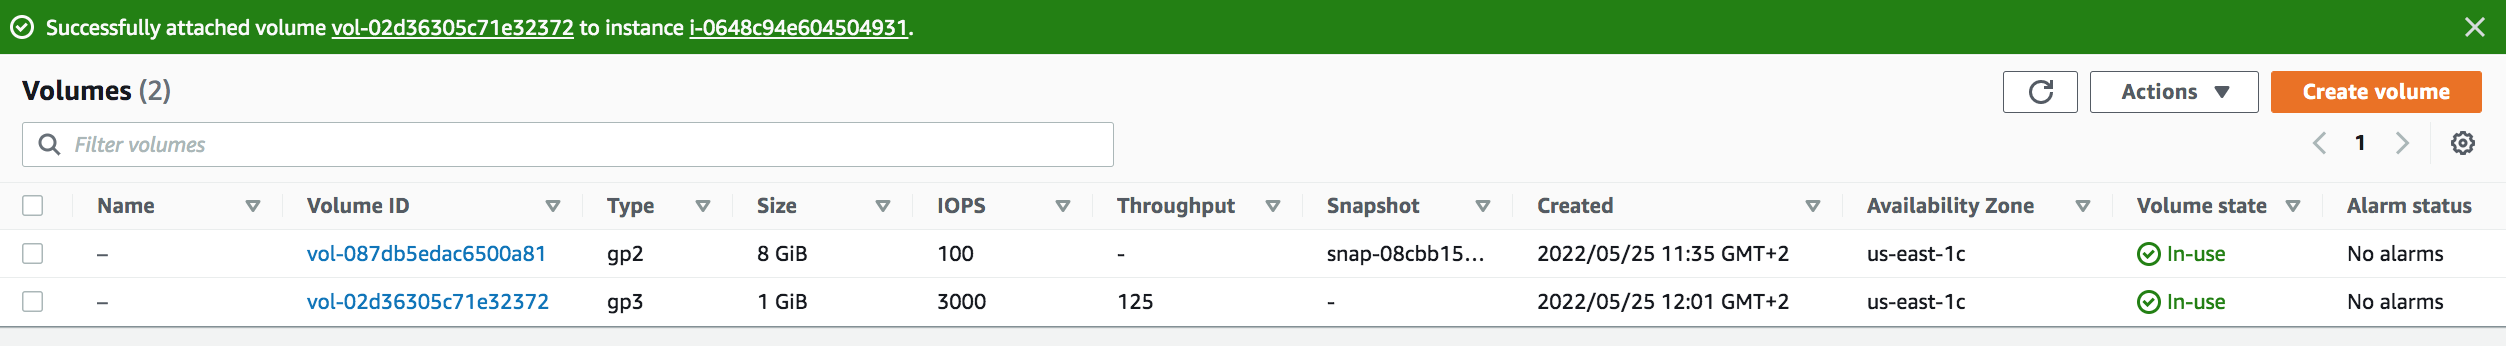 Successfully attached volume vol-02d36305c71e32372 to instance i-0648c94e604504931.
Volumes (2)
Actions
Create volume
Filter volumes
1
Name Volume ID Type Size IOPS Throughput Snapshot Created Availability Zone Volume state Alarm status
– vol-087db5edac6500a81 gp2 8 GiB 100 - snap-08cbb15... 2022/05/25 11:35 GMT+2 us-east-1c In-use No alarms
– vol-02d36305c71e32372 gp3 1 GiB 3000 125 - 2022/05/25 12:01 GMT+2 us-east-1c In-use No alarms